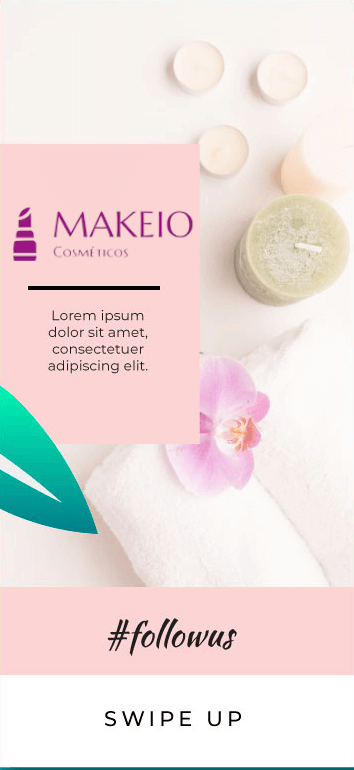 MAKEIO
Cosméticos
Lorem ipsum
dolor sit amet,
consectetuer
adipiscing elit.
#followus
SWIPE UP